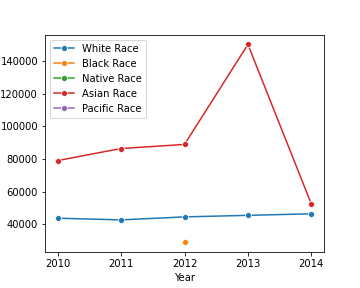 White Race
Black Race
Native Race
Asian Race
Pacific Race
140000
120000
100000
80000
60000
40000
2010 2011 2012 2013 2014
Year